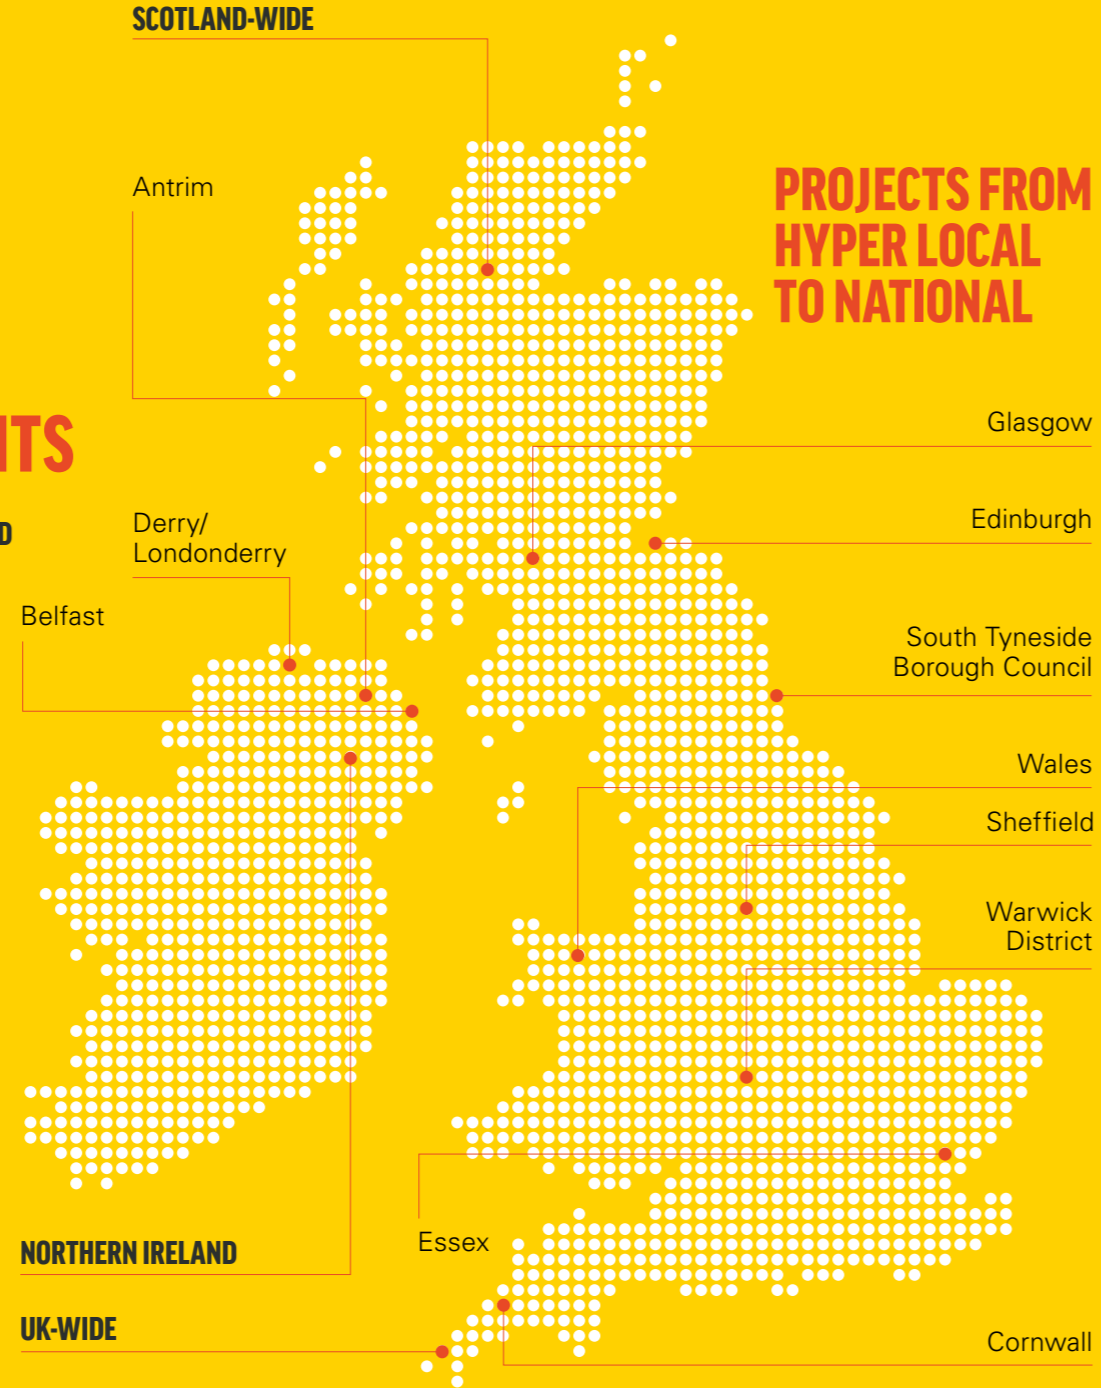 SCOTLAND-WIDE
PROJECTS FROM
HYPER LOCAL
TO NATIONAL
Antrim
Glasgow
ITS
D
Derry/
Londonderry
Edinburgh
Belfast
South Tyneside
Borough Council
Wales
Sheffield
Warwick
District
Essex
NORTHERN IRELAND
UK-WIDE
Cornwall